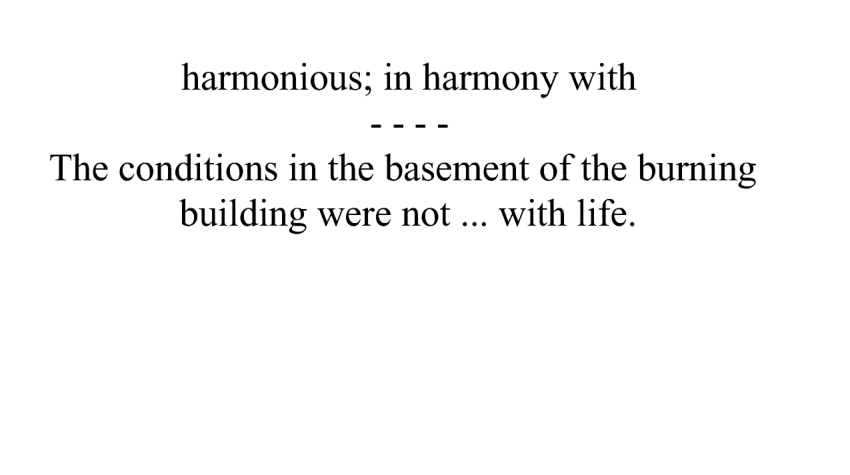 harmonious; in harmony with
- - - -
The conditions in the basement of the burning
building were not ... with life.